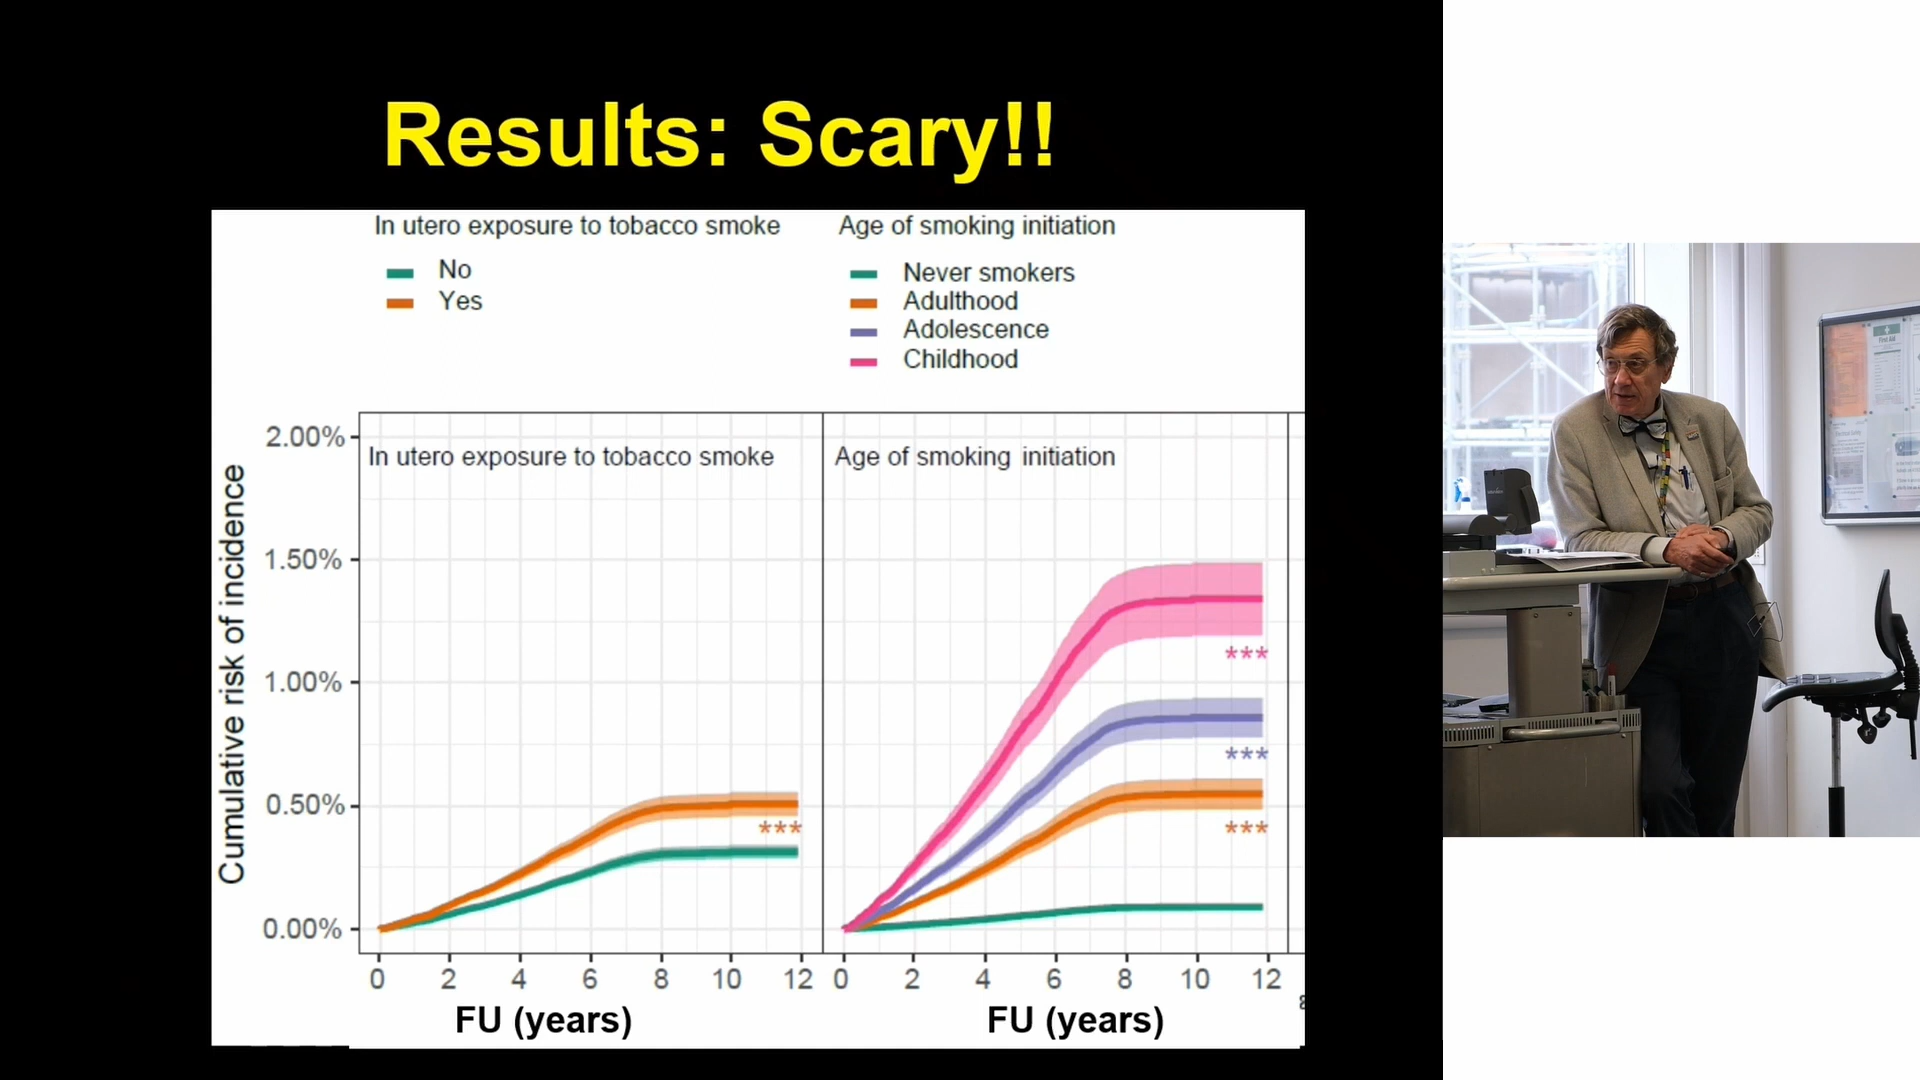 Results: Scary!!
In utero exposure to tobacco smoke
No
Yes
Age of smoking initiation
Never smokers
Adulthood
Adolescence
Childhood
Cumulative risk of incidence
2.00%
1.50%
1.00%
0.50%
0.00%
In utero exposure to tobacco smoke
***
0 2 4 6 8 10 12
FU (years)
Age of smoking initiation
***
***
***
0 2 4 6 8 10 12
FU (years)
First Aid